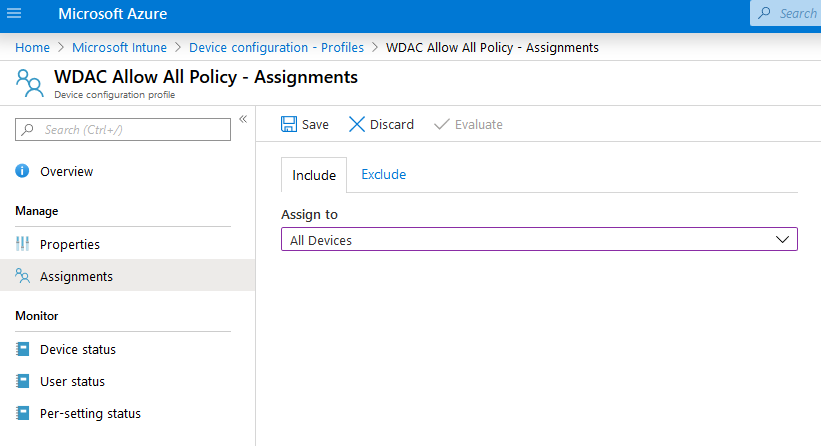 Microsoft Azure
Search
Home > Microsoft Intune > Device configuration - Profiles > WDAC Allow All Policy - Assignments
WDAC Allow All Policy - Assignments
Device configuration profile
Search (Ctrl+/)
Overview
Manage
Properties
Assignments
Monitor
Device status
User status
Per-setting status
Save Discard Evaluate
Include Exclude
Assign to
All Devices